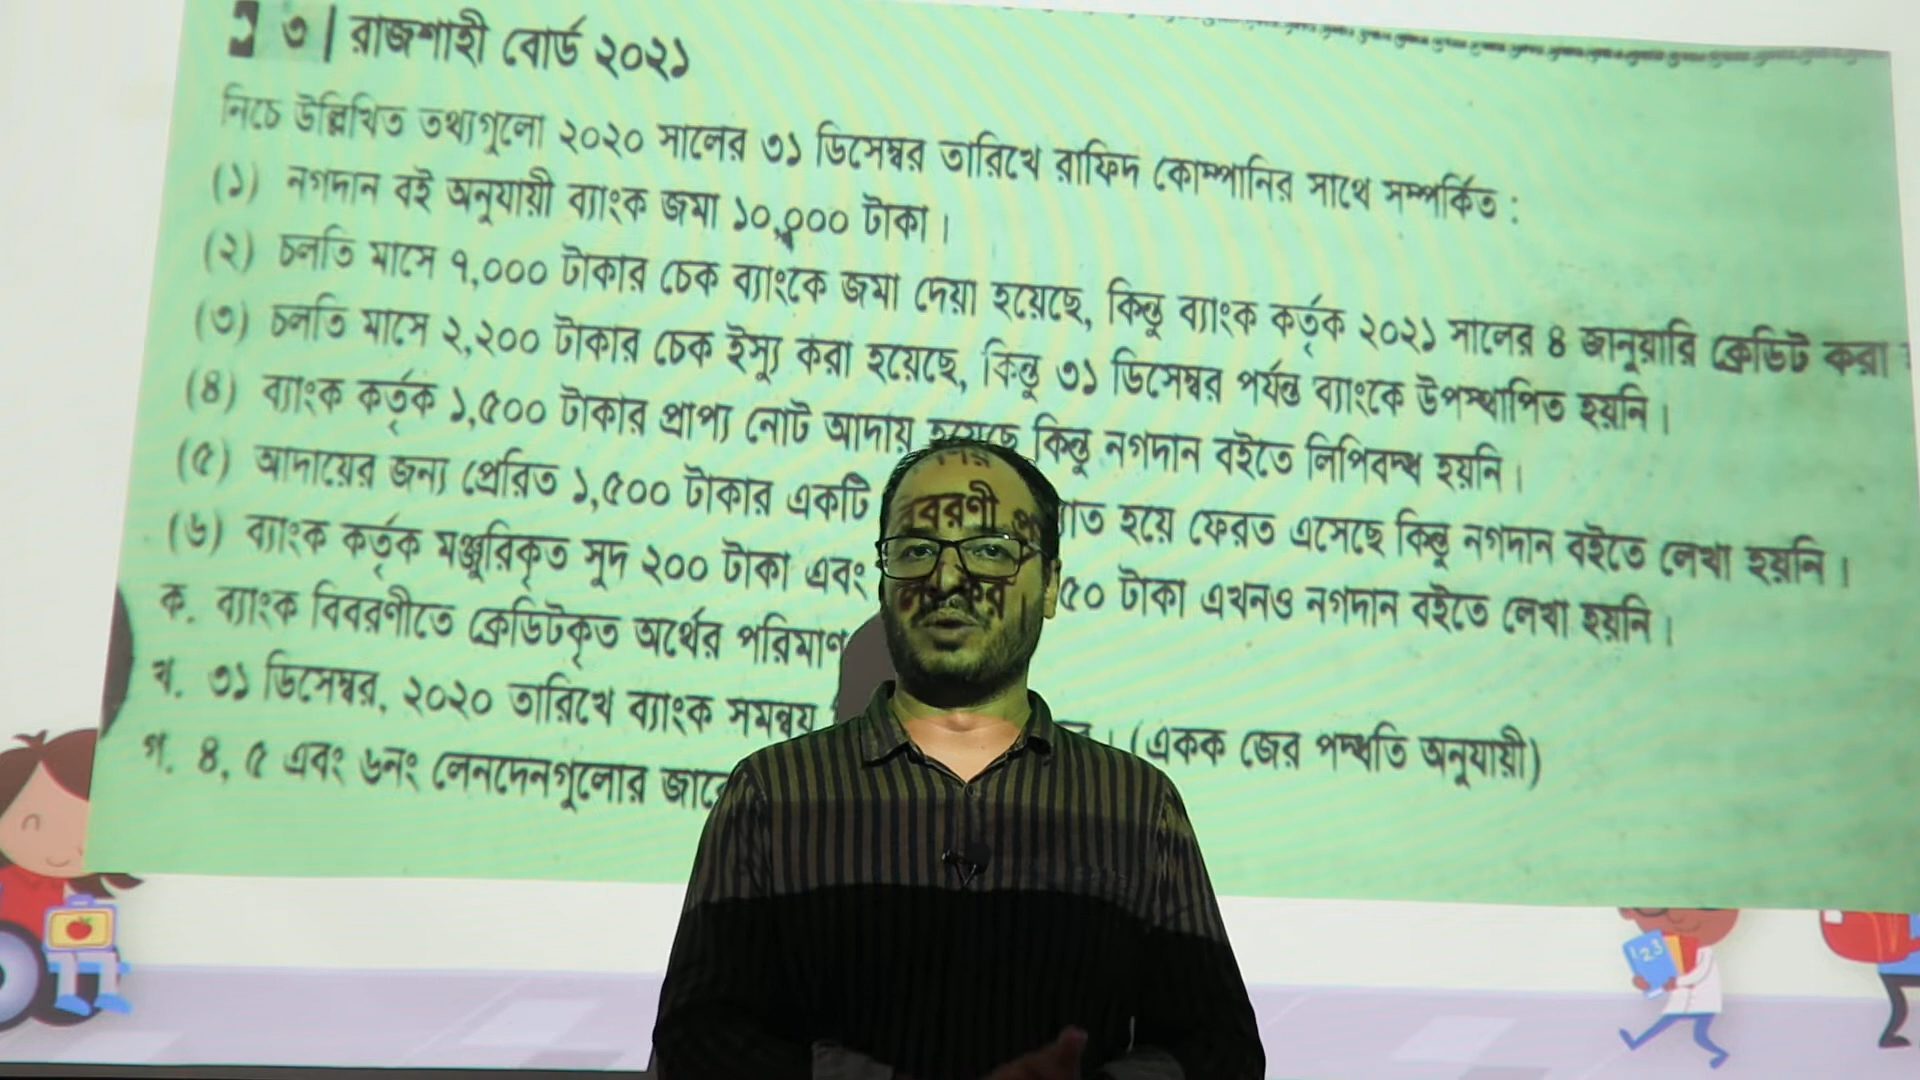 ৩ | রাজশাহী বোর্ড ২০২১
নিচে উল্লিখিত তথ্যগুলো ২০২০ সালের ৩১ ডিসেম্বর তারিখে রাফিদ কোম্পানির সাথে সম্পর্কিত :
(১) নগদান বই অনুযায়ী ব্যাংক জমা ১০,০০০ টাকা।
(২) চলতি মাসে ৭,০০০ টাকার চেক ব্যাংকে জমা দেয়া হয়েছে, কিন্তু ব্যাংক কর্তৃক ২০২১ সালের ৪ জানুয়ারি ক্রেডিট করা
(৩) চলতি মাসে ২,২০০ টাকার চেক ইস্যু করা হয়েছে, কিন্তু ৩১ ডিসেম্বর পর্যন্ত ব্যাংকে উপস্থাপিত হয়নি।
(৪) ব্যাংক কর্তৃক ১,৫০০ টাকার প্রাপ্য নোট আদায় হয়েছে কিন্তু নগদান বইতে লিপিবদ্ধ হয়নি।
(৫) আদায়ের জন্য প্রেরিত ১,৫০০ টাকার একটি হয়ে ফেরত এসেছে কিন্তু নগদান বইতে লেখা হয়নি।
(৬) ব্যাংক কর্তৃক মঞ্জুরিকৃত সুদ ২০০ টাকা এবং ৫০ টাকা এখনও নগদান বইতে লেখা হয়নি।
ক. ব্যাংক বিবরণীতে ক্রেডিটকৃত অর্থের পরিমাণ
খ. ৩১ ডিসেম্বর, ২০২০ তারিখে ব্যাংক সমন্বয় বিবরণী । (একক জের পদ্ধতি অনুযায়ী)
গ. ৪, ৫ এবং ৬নং লেনদেনগুলোর
123